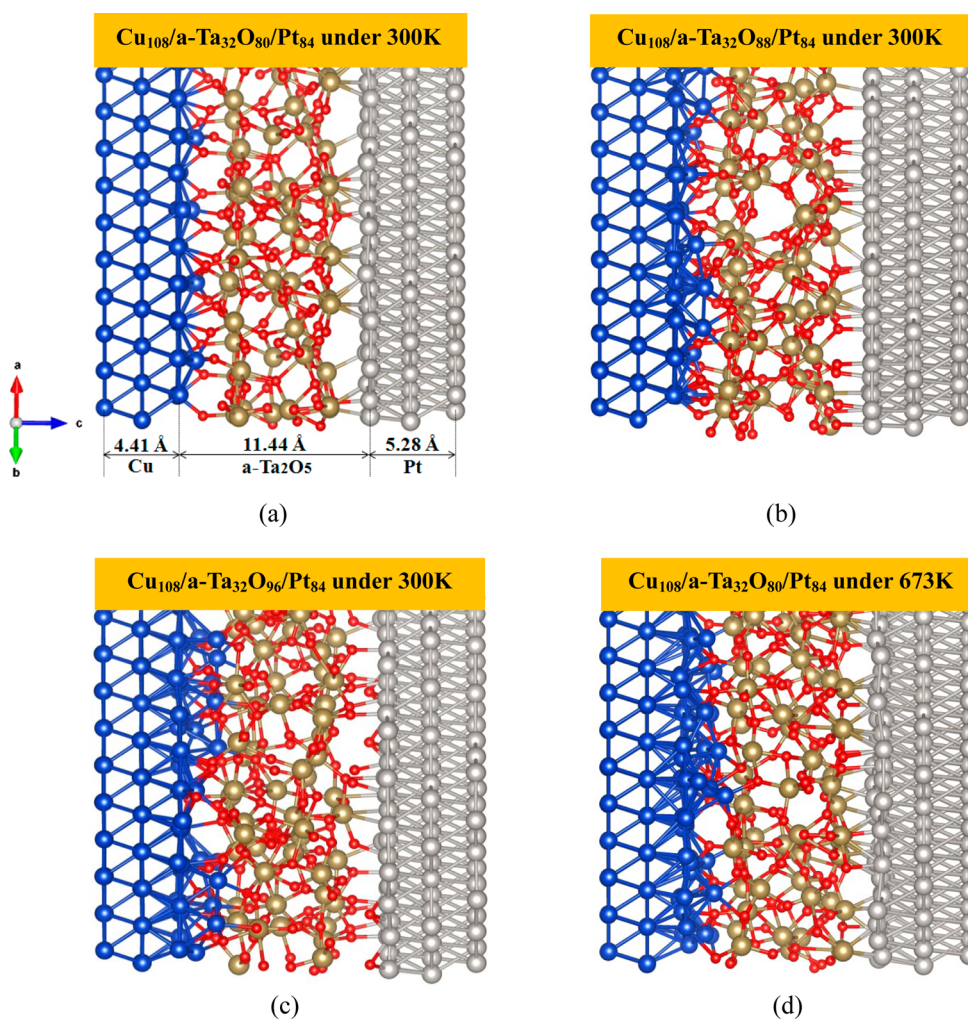 Cu₁₀₈/a-Ta₃₂O₈₀/Pt₈₄ under 300K
Cu₁₀₈/a-Ta₃₂O₈₈/Pt₈₄ under 300K
a
c
b
4.41 Å 11.44 Å 5.28 Å
Cu a-Ta2O5 Pt
(a)
(b)
Cu₁₀₈/a-Ta₃₂O₉₆/Pt₈₄ under 300K
Cu₁₀₈/a-Ta₃₂O₈₀/Pt₈₄ under 673K
(c)
(d)